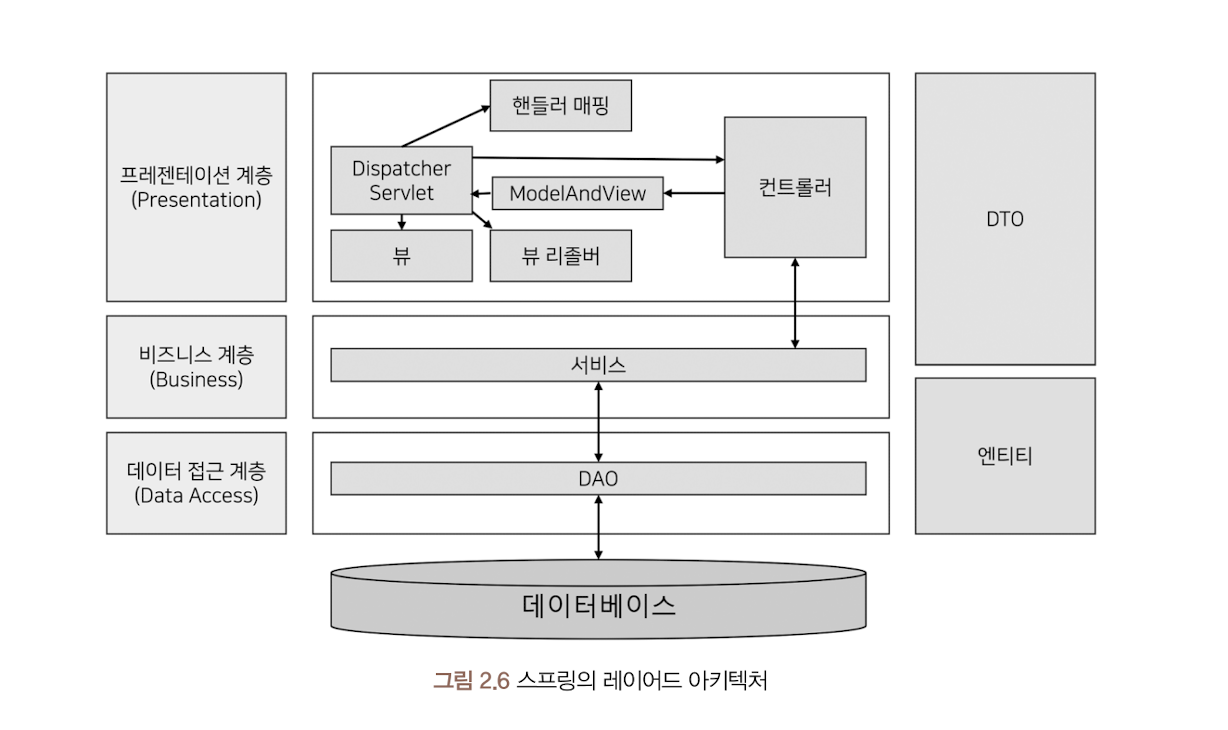 프레젠테이션 계층
(Presentation)
핸들러 매핑
Dispatcher
Servlet
ModelAndView
컨트롤러
뷰
뷰 리졸버
DTO
비즈니스 계층
(Business)
서비스
데이터 접근 계층
(Data Access)
DAO
엔티티
데이터베이스
그림 2.6 스프링의 레이어드 아키텍처